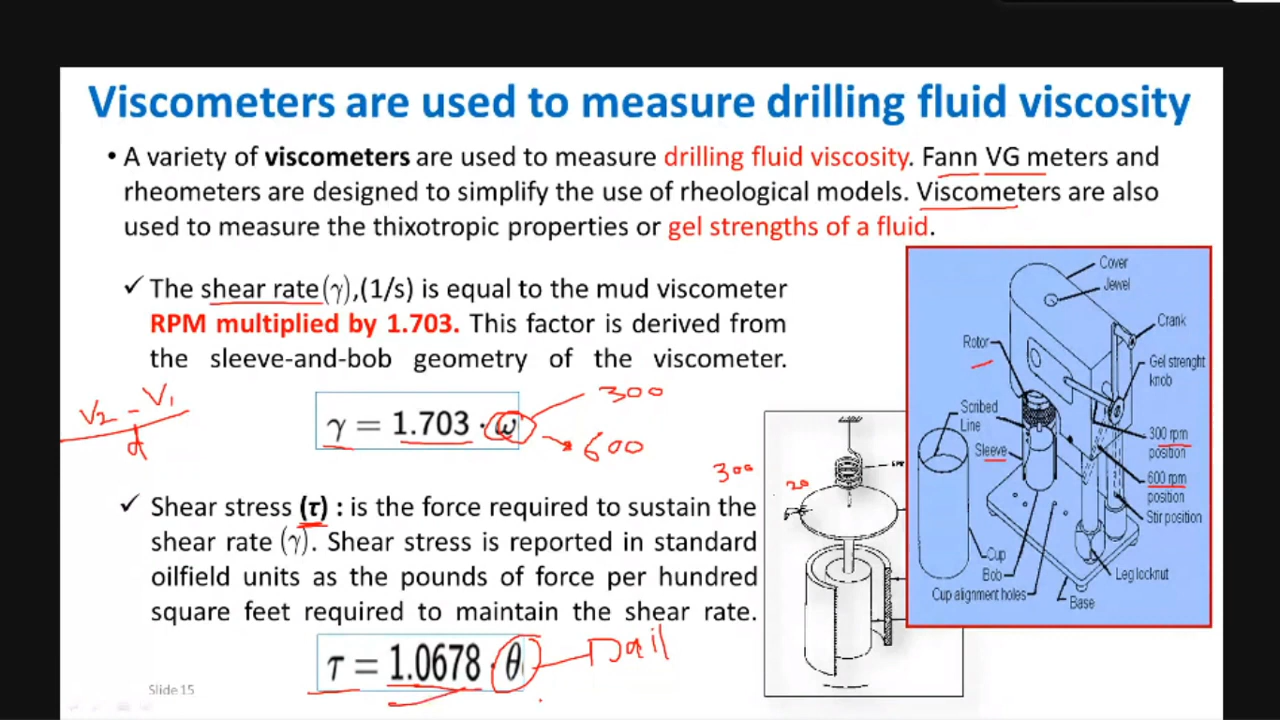 Viscometers are used to measure drilling fluid viscosity
• A variety of viscometers are used to measure drilling fluid viscosity. Fann VG meters and
rheometers are designed to simplify the use of rheological models. Viscometers are also
used to measure the thixotropic properties or gel strengths of a fluid.
✓ The shear rate(γ),(1/s) is equal to the mud viscometer
RPM multiplied by 1.703. This factor is derived from
the sleeve-and-bob geometry of the viscometer.
V2 - V1
d
γ = 1.703 · ω
300
600
✓ Shear stress (τ) : is the force required to sustain the
shear rate (γ). Shear stress is reported in standard
oilfield units as the pounds of force per hundred
square feet required to maintain the shear rate.
τ = 1.0678 · θ
Dail
300
20
Cover
Jewel
Crank
Rotor
Gel strenght
knob
Scribed
Line
Sleeve
300 rpm
position
600 rpm
position
Stir position
Cup
Bob
Leg locknut
Cup alignment holes
Base
Slide 15